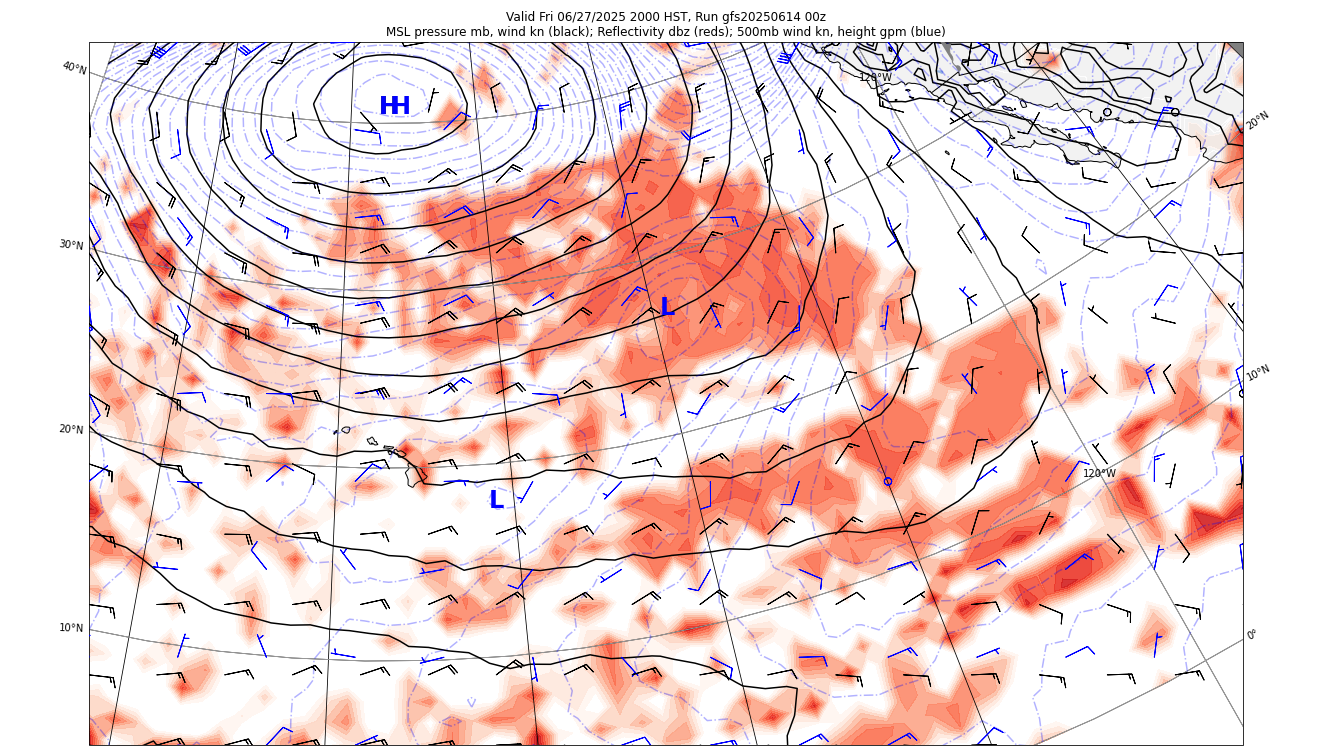 Valid Fri 06/27/2025 2000 HST, Run gfs20250614 00z
MSL pressure mb, wind kn (black); Reflectivity dbz (reds); 500mb wind kn, height gpm (blue)
40°N
120°W
HH
20°N
30°N
L
10°N
20°N
120°W
L
10°N
0°